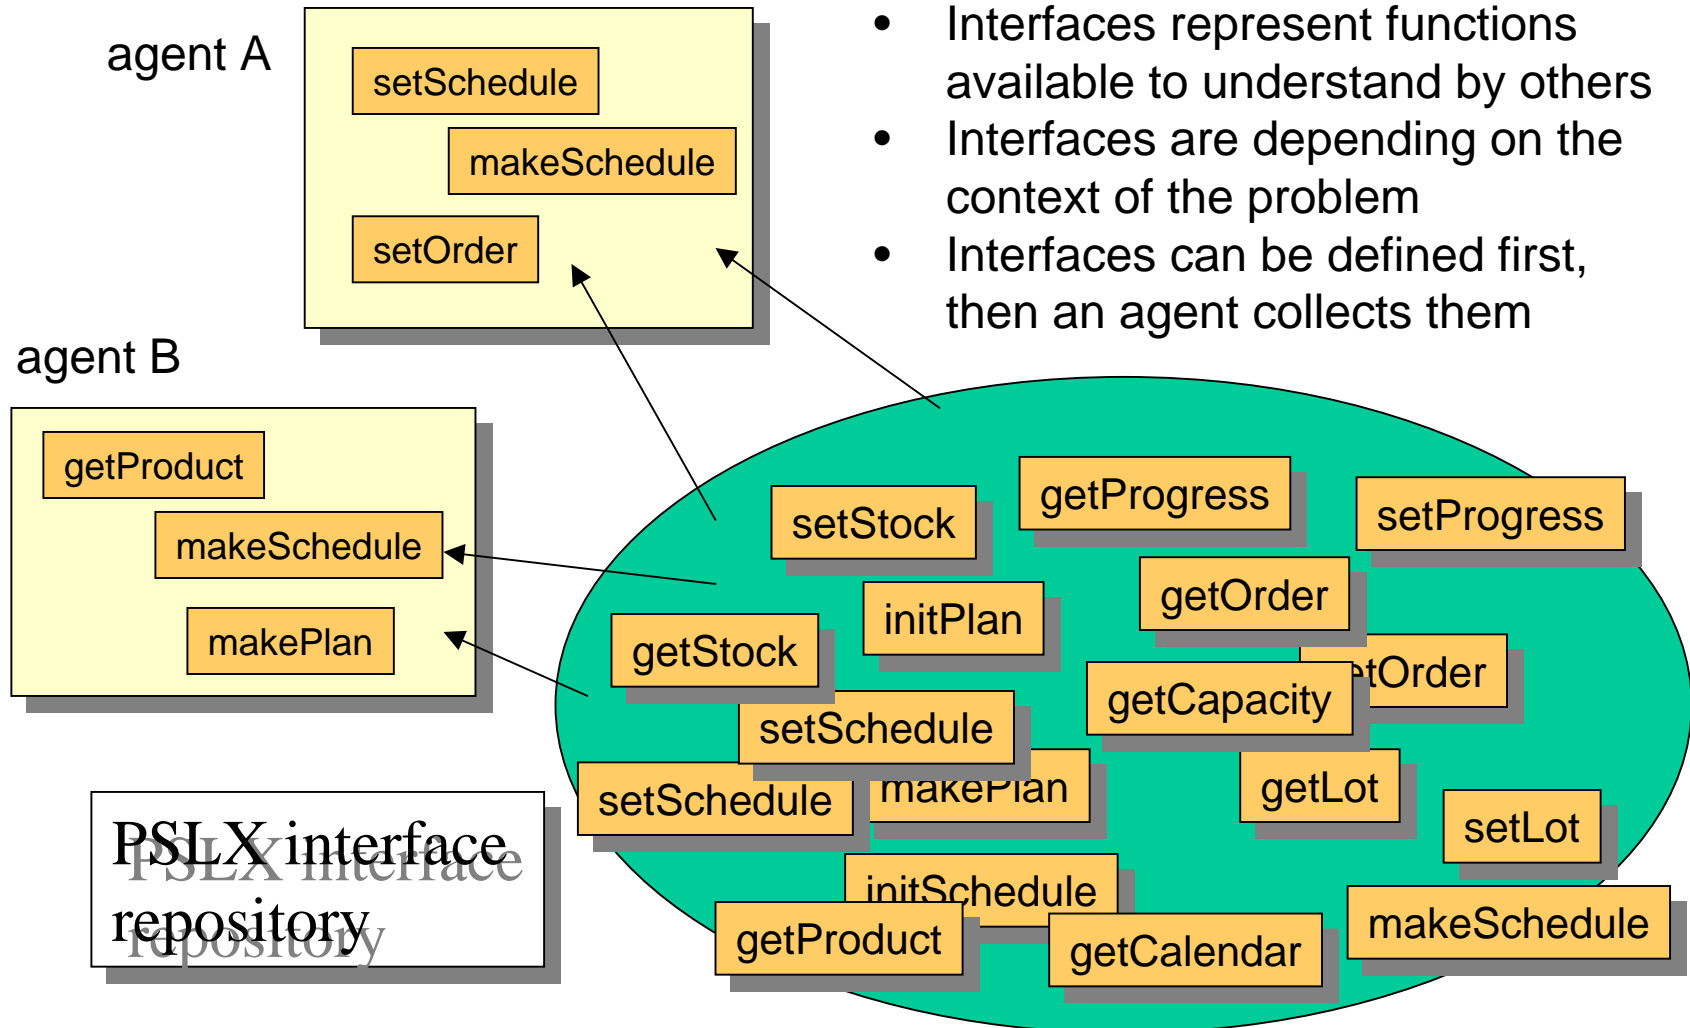 agent A
setSchedule
makeSchedule
setOrder
• Interfaces represent functions
available to understand by others
• Interfaces are depending on the
context of the problem
• Interfaces can be defined first,
then an agent collects them
agent B
getProduct
makeSchedule
makePlan
setStock
getProgress
setProgress
initPlan
getOrder
getStock
etOrder
getCapacity
setSchedule
setSchedule
makePlan
getLot
setLot
initSchedule
getProduct
getCalendar
makeSchedule
PSLX interface
repository